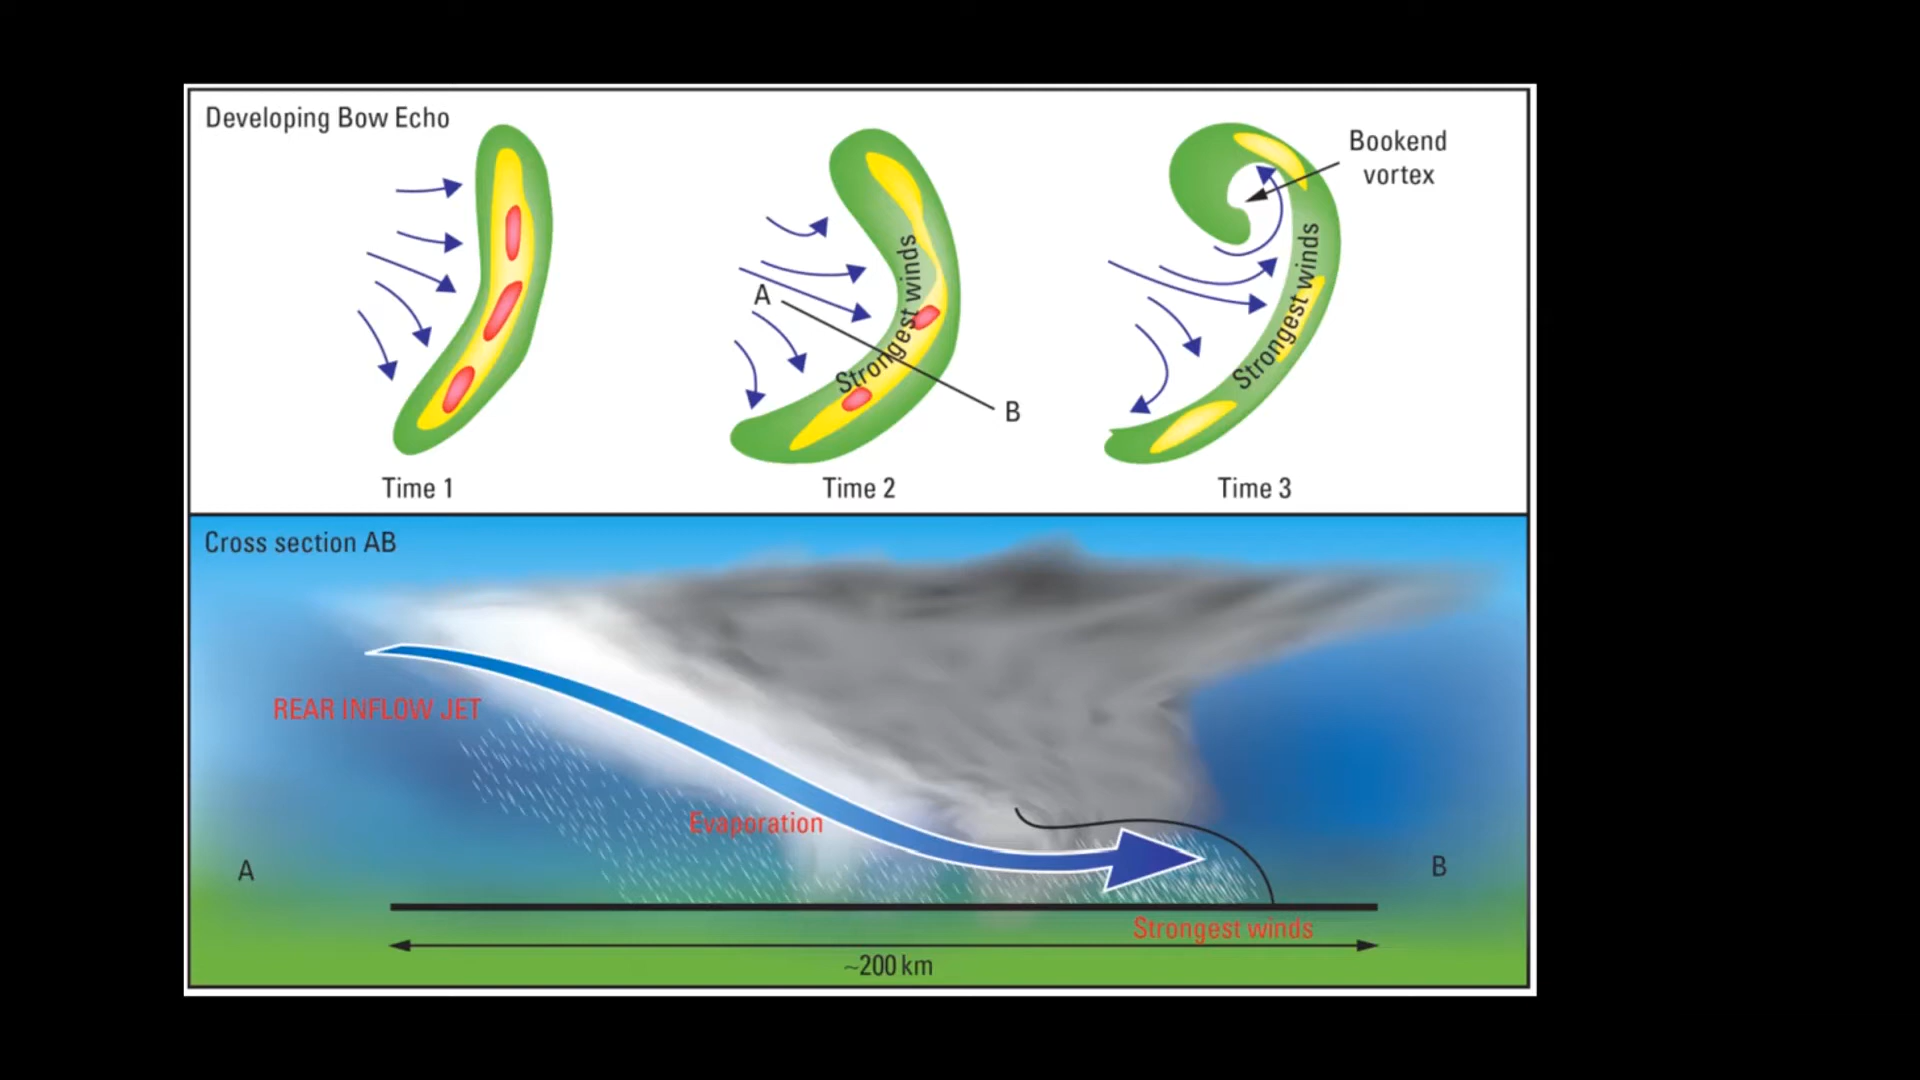 Developing Bow Echo
Bookend
vortex
A
Strongest winds
B
Strongest winds
Time 1
Time 2
Time 3
Cross section AB
REAR INFLOW JET
Evaporation
A
B
Strongest winds
~200 km